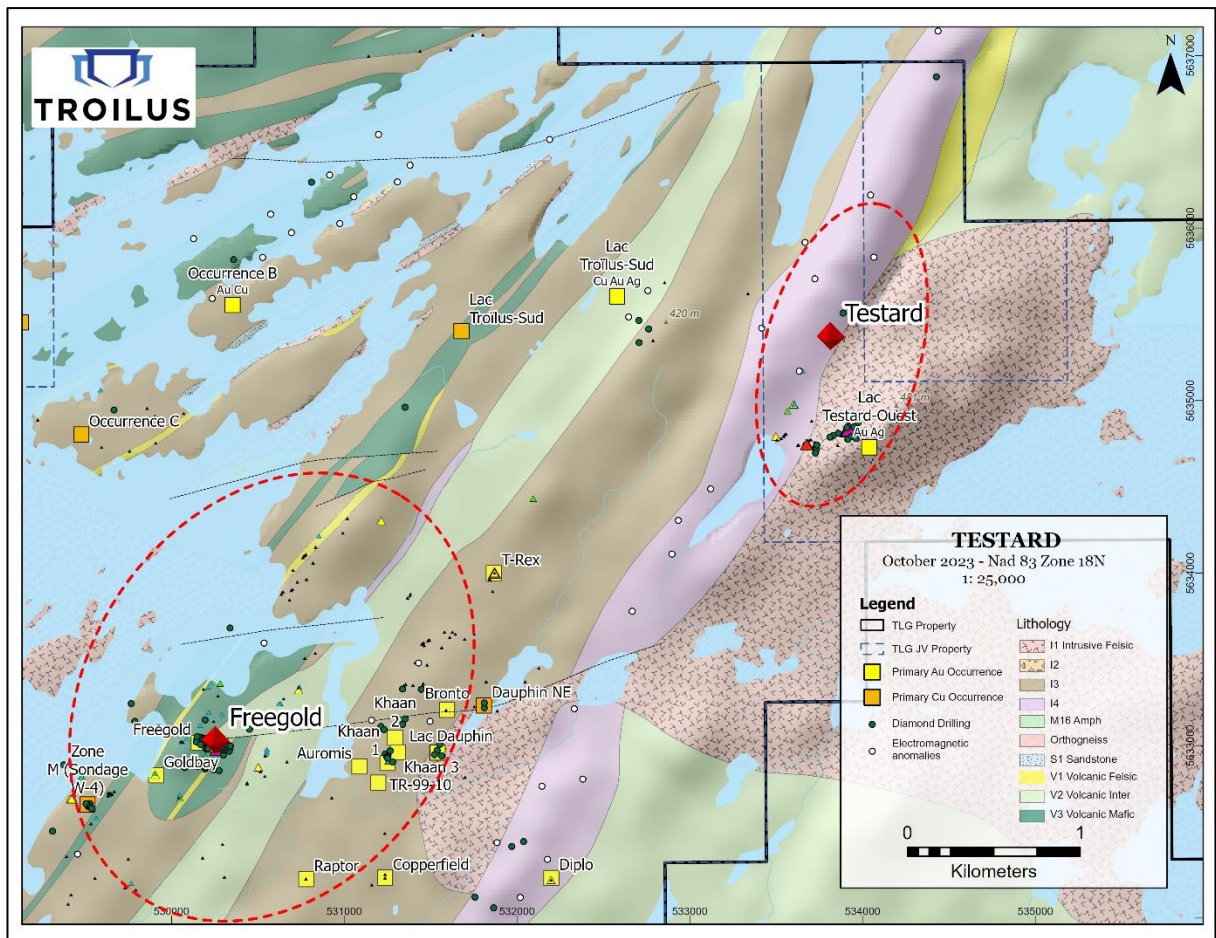 TROILUS
N
5637000
5636000
5635000
5634000
5633000
Occurrence B
Au Cu
Lac
Troïlus-Sud
Cu Au Ag
420 m
Lac
Troilus-Sud
Testard
Occurrence C
Lac
Testard-Ouest
Au Ag
T-Rex
Bronto
Dauphin NE
Khaan
2
Freegold
Freegold
Khaan
1
Lac Dauphin
Auromis
Khaan 3
Goldbay
TR-99-10
Zone
M (Sondage
W-4)
Raptor
Copperfield
Diplo
530000
531000
532000
533000
534000
535000
TESTARD
October 2023 - Nad 83 Zone 18N
1: 25,000
Legend
TLG Property
TLG JV Property
Primary Au Occurrence
Primary Cu Occurrence
Diamond Drilling
Electromagnetic
anomalies
Lithology
I1 Intrusive Felsic
I2
I3
I4
M16 Amph
Orthogneiss
S1 Sandstone
V1 Volcanic Felsic
V2 Volcanic Inter
V3 Volcanic Mafic
0
1
Kilometers